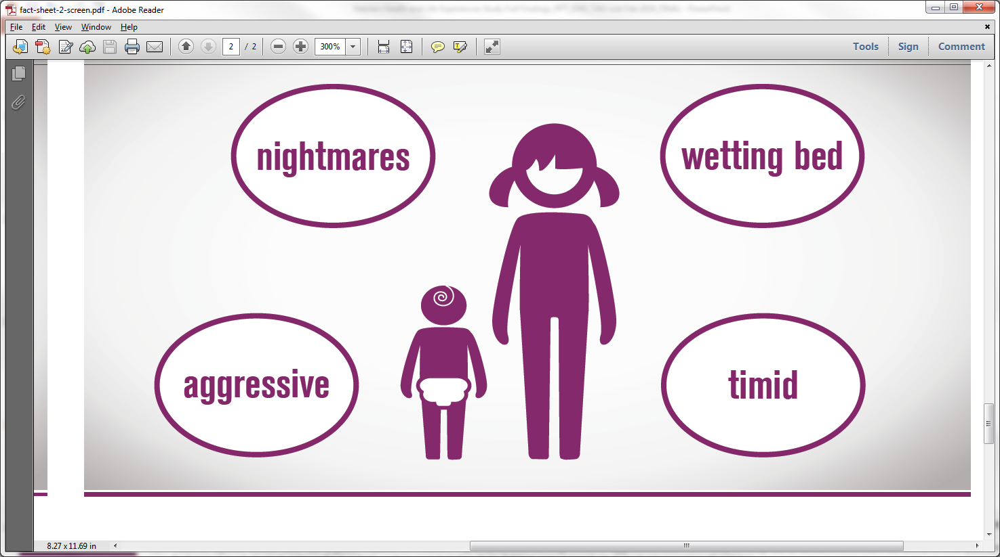 fact-sheet-2-screen.pdf - Adobe Reader
File Edit View Window Help
2 / 2 300% Tools Sign Comment
nightmares
wetting bed
aggressive
timid
8.27 x 11.69 in